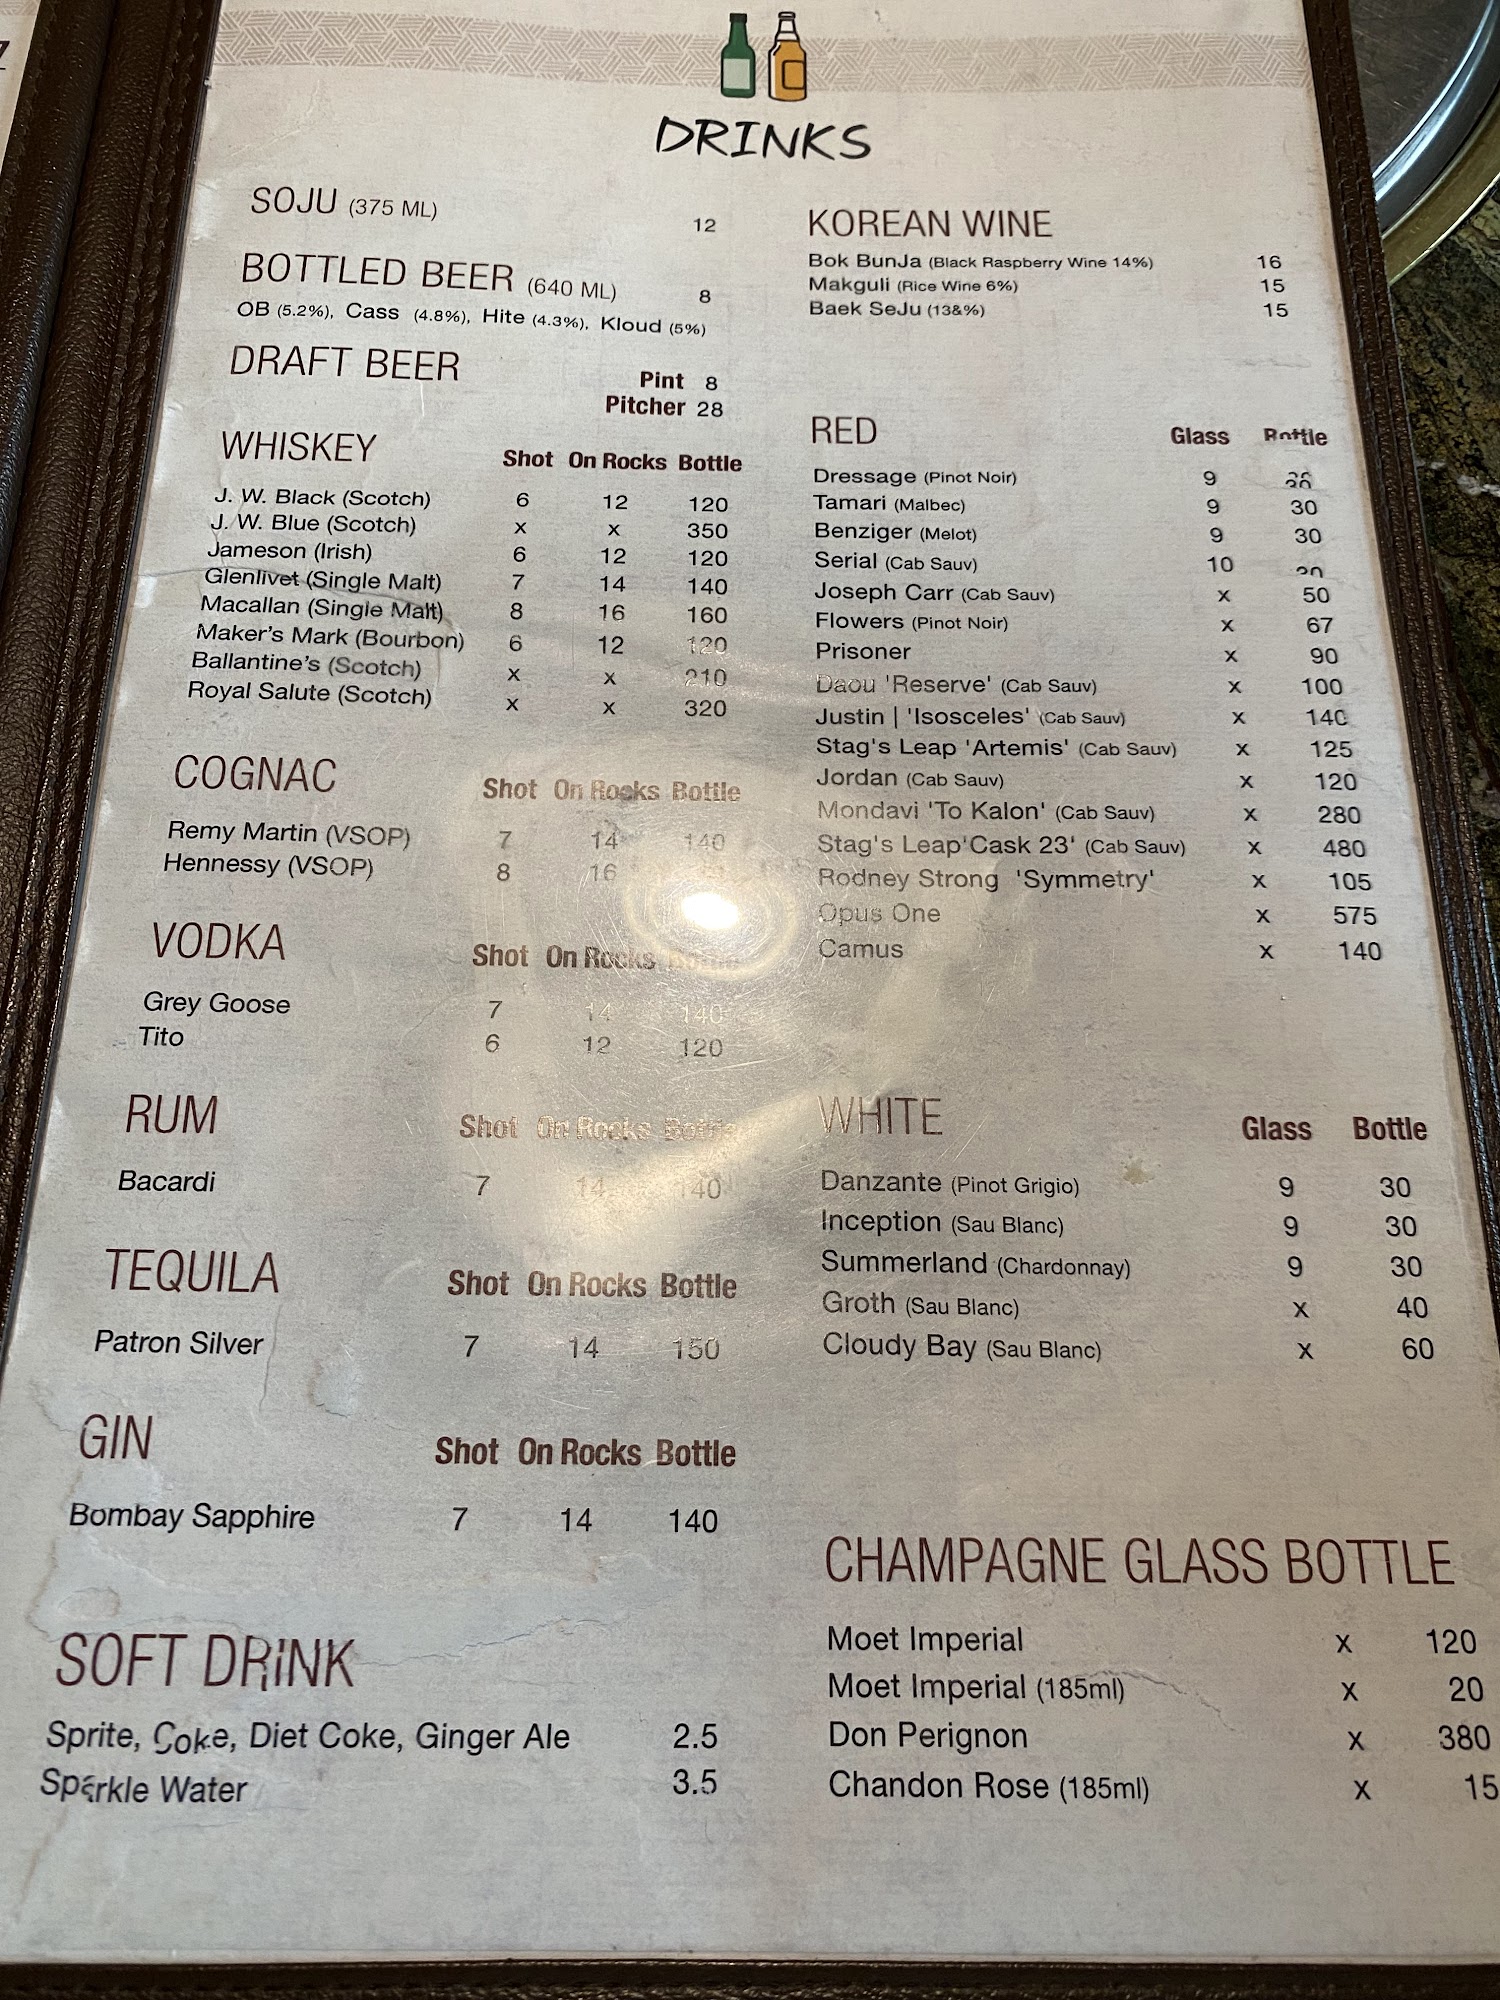 DRINKS
SOJU (375 ML) 12
BOTTLED BEER (640 ML) 8
OB (5.2%), Cass (4.8%), Hite (4.3%), Kloud (5%)
DRAFT BEER
Pint 8
Pitcher 28
WHISKEY Shot On Rocks Bottle
J. W. Black (Scotch) 6 12 120
J. W. Blue (Scotch) x x 350
Jameson (Irish) 6 12 120
Glenlivet (Single Malt) 7 14 140
Macallan (Single Malt) 8 16 160
Maker's Mark (Bourbon) 6 12 120
Ballantine's (Scotch) x x 210
Royal Salute (Scotch) x x 320
COGNAC Shot On Rocks Bottle
Remy Martin (VSOP) 7 14 140
Hennessy (VSOP) 8 16
VODKA Shot On Rocks Bottle
Grey Goose 7 14 140
Tito 6 12 120
RUM Shot On Rocks Bottle
Bacardi 7 14 140
TEQUILA Shot On Rocks Bottle
Patron Silver 7 14 150
GIN Shot On Rocks Bottle
Bombay Sapphire 7 14 140
SOFT DRINK
Sprite, Coke, Diet Coke, Ginger Ale 2.5
Sparkle Water 3.5
KOREAN WINE
Bok BunJa (Black Raspberry Wine 14%) 16
Makguli (Rice Wine 6%) 15
Baek SeJu (13&%) 15
RED Glass Bottle
Dressage (Pinot Noir) 9
Tamari (Malbec) 9 30
Benziger (Melot) 9 30
Serial (Cab Sauv) 10
Joseph Carr (Cab Sauv) x 50
Flowers (Pinot Noir) x 67
Prisoner x 90
Daou 'Reserve' (Cab Sauv) x 100
Justin | 'Isosceles' (Cab Sauv) x 140
Stag's Leap 'Artemis' (Cab Sauv) x 125
Jordan (Cab Sauv) x 120
Mondavi 'To Kalon' (Cab Sauv) x 280
Stag's Leap'Cask 23' (Cab Sauv) x 480
Rodney Strong 'Symmetry' x 105
Opus One x 575
Camus x 140
WHITE Glass Bottle
Danzante (Pinot Grigio) 9 30
Inception (Sau Blanc) 9 30
Summerland (Chardonnay) 9 30
Groth (Sau Blanc) x 40
Cloudy Bay (Sau Blanc) x 60
CHAMPAGNE GLASS BOTTLE
Moet Imperial x 120
Moet Imperial (185ml) x 20
Don Perignon x 380
Chandon Rose (185ml) x 15